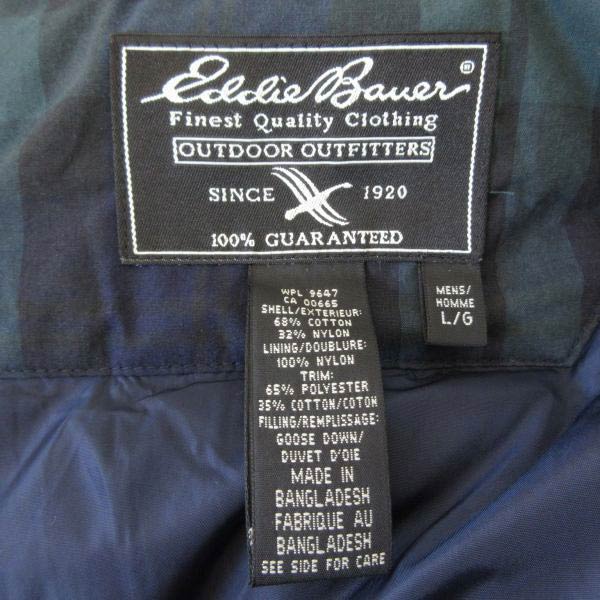 Eddie Bauer®
Finest Quality Clothing
OUTDOOR OUTFITTERS
SINCE 1920
100% GUARANTEED
WPL 9647
CA 00665
SHELL/EXTERIEUR:
68% COTTON
32% NYLON
LINING/DOUBLURE:
100% NYLON
TRIM:
65% POLYESTER
35% COTTON/COTON
FILLING/REMPLISSAGE:
GOOSE DOWN/
DUVET D'OIE
MADE IN
BANGLADESH
FABRIQUE AU
BANGLADESH
SEE SIDE FOR CARE
MENS/
HOMME
L/G